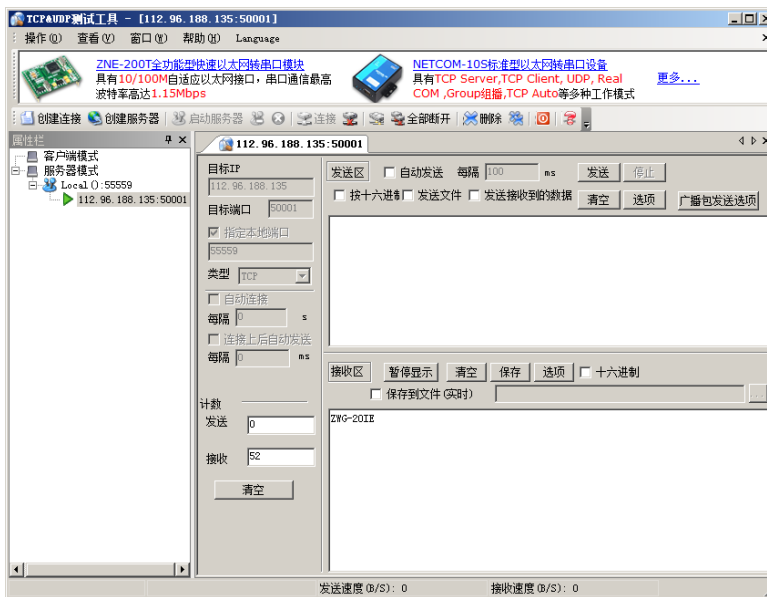 TCP&UDP测试工具 - [112.96.188.135:50001]
操作(O) 查看(V) 窗口(W) 帮助(H) Language
ZNE-200T全功能型快速以太网转串口模块
具有10/100M自适应以太网接口，串口通信最高
波特率高达1.15Mbps
NETCOM-10S标准型以太网转串口设备
具有TCP Server,TCP Client, UDP, Real
COM ,Group组播,TCP Auto等多种工作模式
更多...
创建连接 创建服务器 启动服务器 连接 全部断开 删除
属性栏
客户端模式
服务器模式
Local():55559
112.96.188.135:50001
112.96.188.135:50001
目标IP
112.96.188.135
目标端口 50001
指定本地端口
55559
类型 TCP
自动连接
每隔 0 s
连接上后自动发送
每隔 0 ms
计数
发送 0
接收 52
清空
发送区 自动发送 每隔 100 ms 发送 停止
按十六进制 发送文件 发送接收到的数据 清空 选项 广播包发送选项
接收区 暂停显示 清空 保存 选项 十六进制
保存到文件(实时) ...
ZWG-20IE
发送速度(B/S): 0 接收速度(B/S): 0